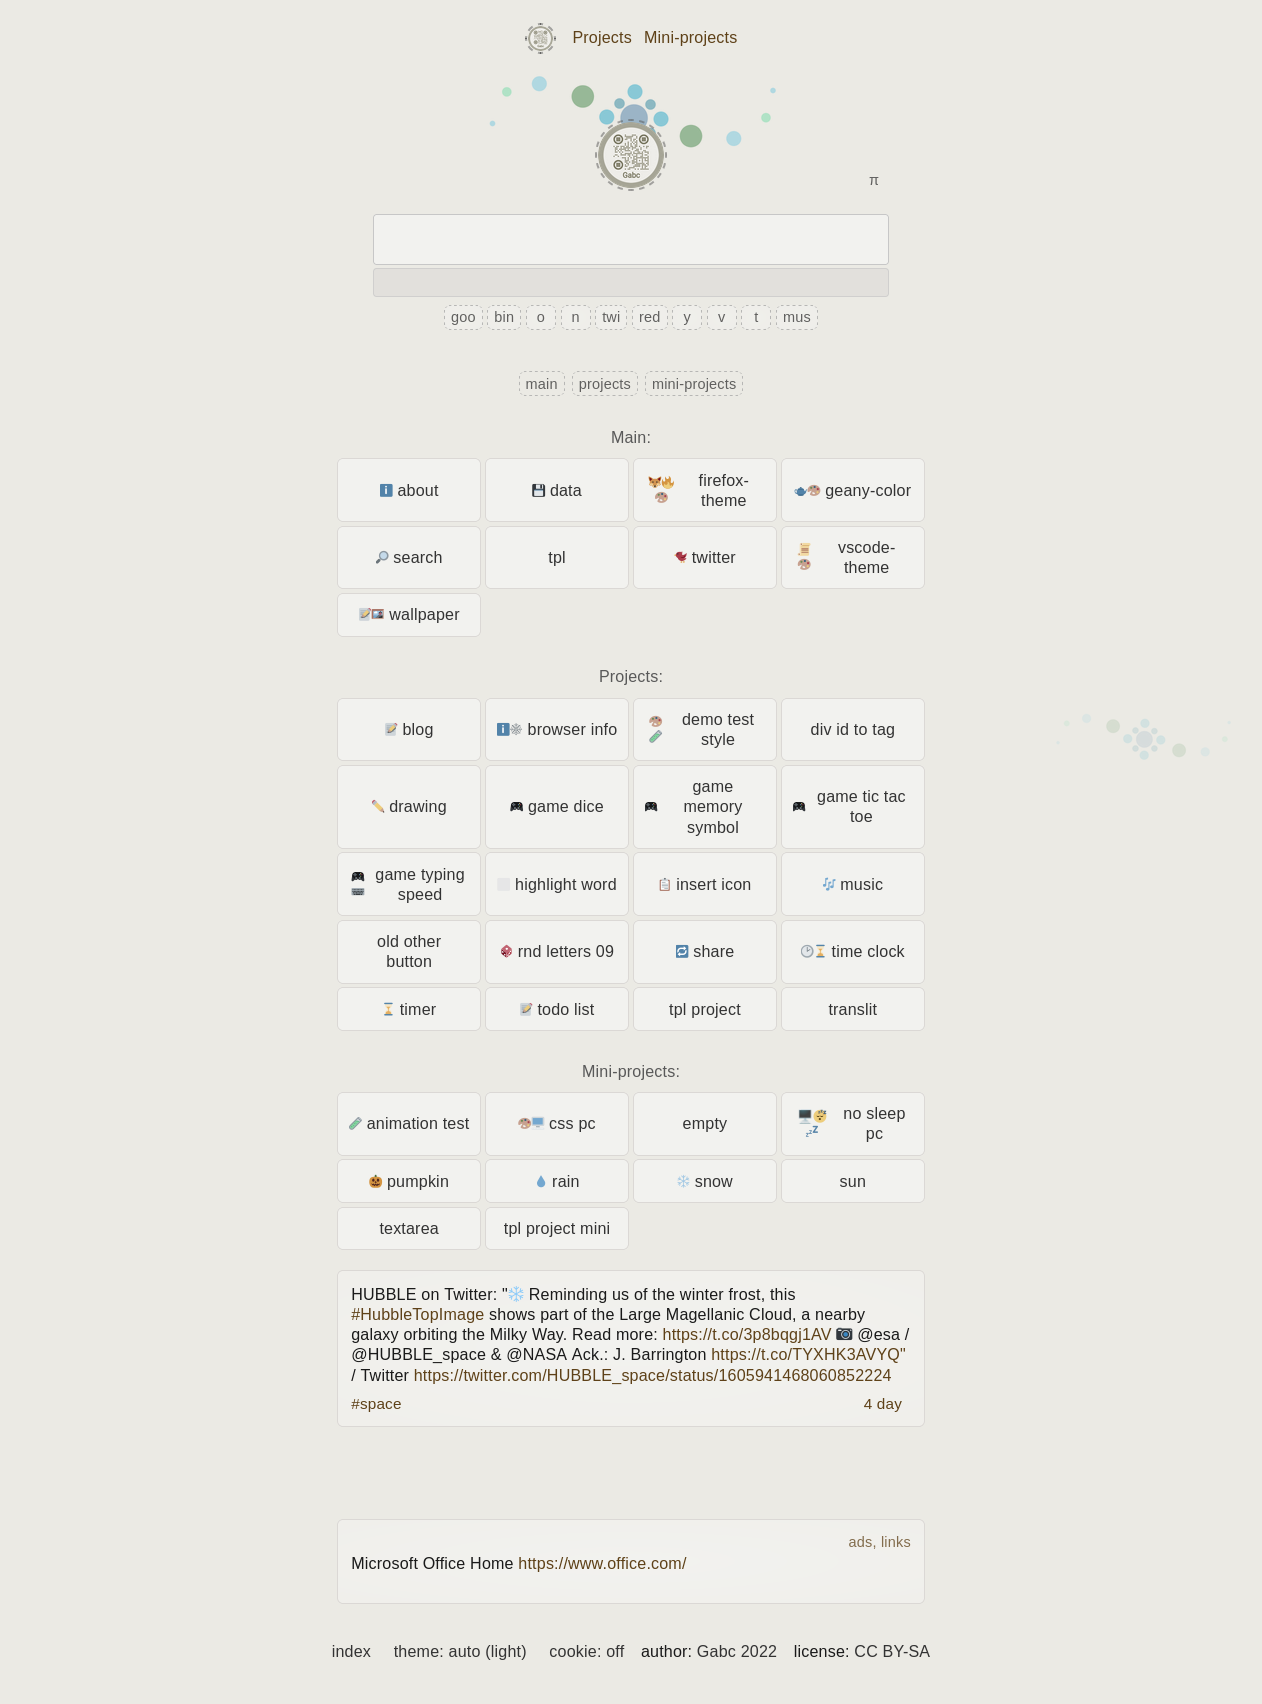 Projects Mini-projects
Gabc
π
goo bin o n twi red y v t mus
main projects mini-projects
Main:
about data firefox-theme geany-color
search tpl twitter vscode-theme
wallpaper
Projects:
blog browser info demo test style div id to tag
drawing game dice game memory symbol game tic tac toe
game typing speed highlight word insert icon music
old other button rnd letters 09 share time clock
timer todo list tpl project translit
Mini-projects:
animation test css pc empty no sleep pc
pumpkin rain snow sun
textarea tpl project mini
HUBBLE on Twitter: "❄️ Reminding us of the winter frost, this
#HubbleTopImage shows part of the Large Magellanic Cloud, a nearby
galaxy orbiting the Milky Way. Read more: https://t.co/3p8bqgj1AV 📷 @esa /
@HUBBLE_space & @NASA Ack.: J. Barrington https://t.co/TYXHK3AVYQ"
/ Twitter https://twitter.com/HUBBLE_space/status/1605941468060852224
#space 4 day
ads, links
Microsoft Office Home https://www.office.com/
index theme: auto (light) cookie: off author: Gabc 2022 license: CC BY-SA